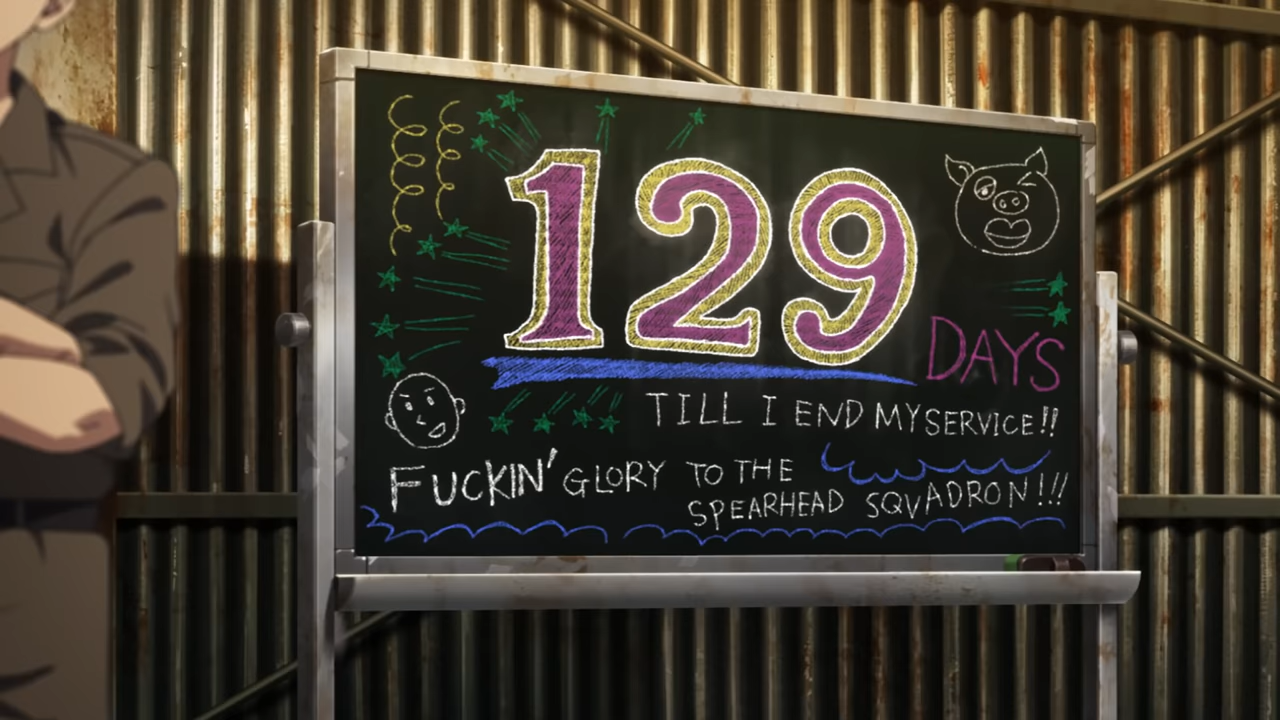 129
DAYS
TILL I END MY SERVICE!!
FUCKIN' GLORY TO THE
SPEARHEAD SQVADRON!!!